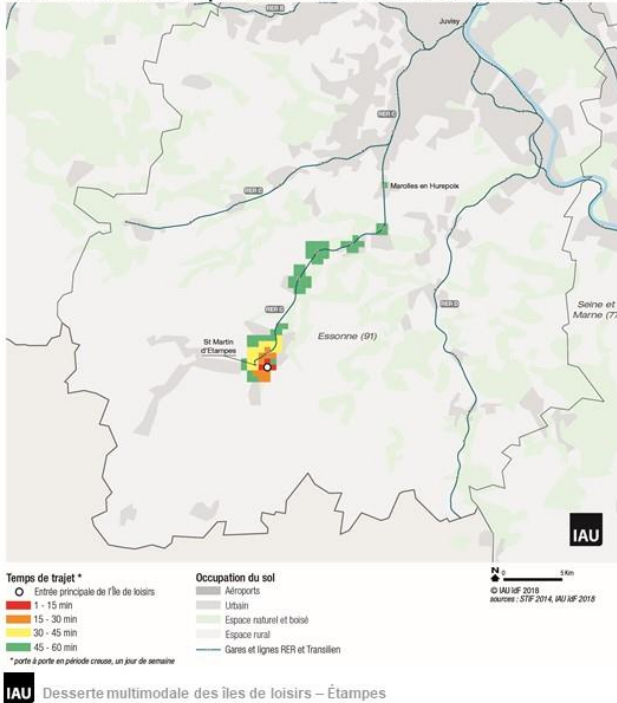 RER B
Juvisy
RER C
Marolles en Hurepoix
RER C
RER D
Seine et
Marne (77
RER C
Essonne (91)
St Martin
d'Etampes
IAU
Temps de trajet *
Entrée principale de l'Île de loisirs
1 - 15 min
15 - 30 min
30 - 45 min
45 - 60 min
* porte à porte en période creuse, un jour de semaine
Occupation du sol
Aéroports
Urbain
Espace naturel et boisé
Espace rural
Gares et lignes RER et Transilien
N 0 5 Km
© IAU îdF 2018
sources : STIF 2014, IAU îdF 2018
IAU Desserte multimodale des îles de loisirs – Étampes